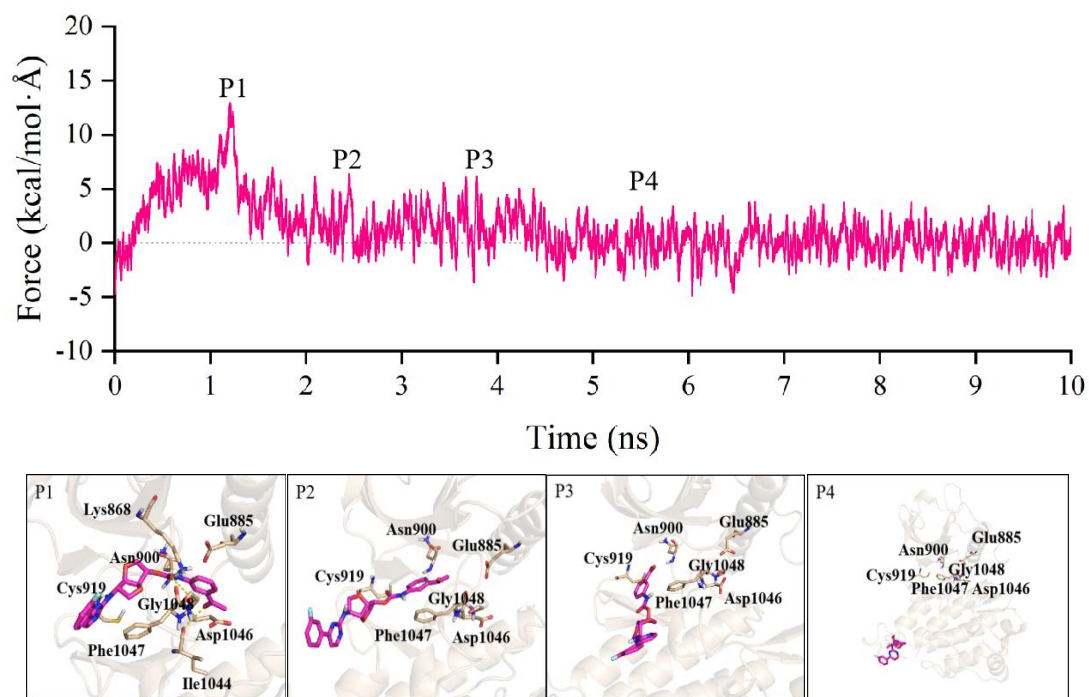 20
15
10
5
0
-5
-10
Force (kcal/mol·Å)
P1
P2
P3
P4
0 1 2 3 4 5 6 7 8 9 10
Time (ns)
P1
Lys868
Glu885
Asn900
Cys919
Gly1048
Asp1046
Phe1047
Ile1044
P2
Asn900
Glu885
Cys919
Gly1048
Phe1047
Asp1046
P3
Asn900
Glu885
Cys919
Gly1048
Phe1047
Asp1046
P4
Asn900
Glu885
Cys919
Gly1048
Phe1047 Asp1046